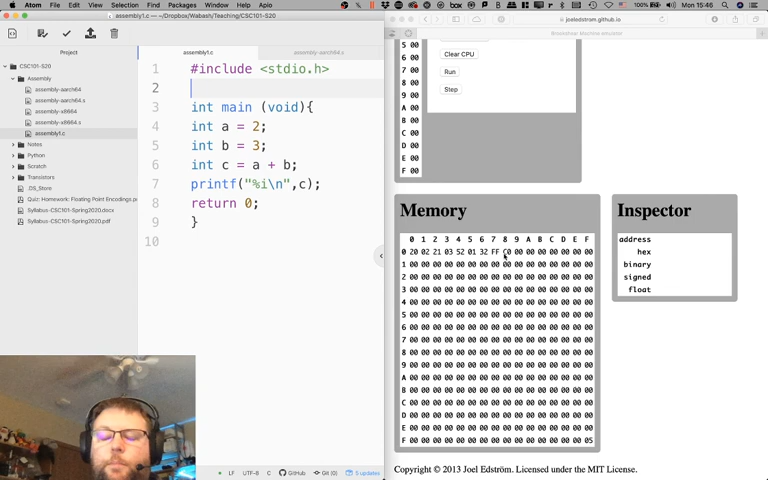 Atom File Edit View Selection Find Packages Window Help 100% Mon 15:46
assembly1.c — ~/Dropbox/Wabash/Teaching/CSC101-S20
joeledstrom.github.io
Brookshear Machine emulator
Project
assembly1.c
assembly-aarch64.s
CSC101-S20
Assembly
assembly-aarch64
assembly-aarch64.s
assembly-x8664
assembly-x8664.s
assembly1.c
Notes
Python
Scratch
Transistors
.DS_Store
Quiz: Homework: Floating Point Encodings.p
Syllabus-CSC101-Spring2020.docx
Syllabus-CSC101-Spring2020.pdf
1 #include <stdio.h>
2
3 int main (void){
4 int a = 2;
5 int b = 3;
6 int c = a + b;
7 printf("%i\n",c);
8 return 0;
9 }
10
LF UTF-8 C GitHub Git (0) 5 updates
5 00
6 00
7 00
8 00
9 00
A 00
B 00
C 00
D 00
E 00
F 00
Clear CPU
Run
Step
Memory
0 1 2 3 4 5 6 7 8 9 A B C D E F
0 20 02 21 03 52 01 32 FF C0 00 00 00 00 00 00 00
1 00 00 00 00 00 00 00 00 00 00 00 00 00 00 00 00
2 00 00 00 00 00 00 00 00 00 00 00 00 00 00 00 00
3 00 00 00 00 00 00 00 00 00 00 00 00 00 00 00 00
4 00 00 00 00 00 00 00 00 00 00 00 00 00 00 00 00
5 00 00 00 00 00 00 00 00 00 00 00 00 00 00 00 00
6 00 00 00 00 00 00 00 00 00 00 00 00 00 00 00 00
7 00 00 00 00 00 00 00 00 00 00 00 00 00 00 00 00
8 00 00 00 00 00 00 00 00 00 00 00 00 00 00 00 00
9 00 00 00 00 00 00 00 00 00 00 00 00 00 00 00 00
A 00 00 00 00 00 00 00 00 00 00 00 00 00 00 00 00
B 00 00 00 00 00 00 00 00 00 00 00 00 00 00 00 00
C 00 00 00 00 00 00 00 00 00 00 00 00 00 00 00 00
D 00 00 00 00 00 00 00 00 00 00 00 00 00 00 00 00
E 00 00 00 00 00 00 00 00 00 00 00 00 00 00 00 00
F 00 00 00 00 00 00 00 00 00 00 00 00 00 00 00 05
Inspector
address
hex
binary
signed
float
Copyright © 2013 Joel Edström. Licensed under the MIT License.